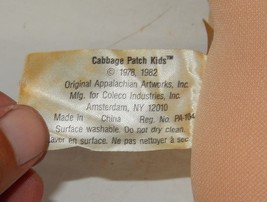 Cabbage Patch Kids™
© 1978, 1982
Original Appalachian Artworks, Inc.
Mfg. for Coleco Industries, Inc.
Amsterdam, NY 12010
Made in China Reg. No. PA-194
Surface washable. Do not dry clean.
Laver en surface. Ne pas nettoyer à sec.